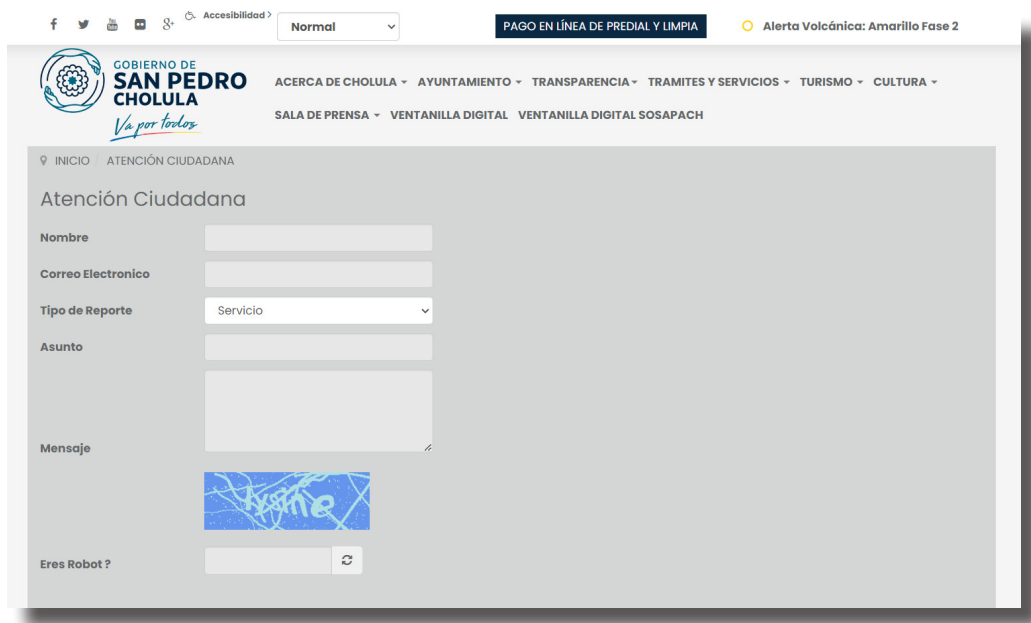 Accesibilidad >
Normal
PAGO EN LÍNEA DE PREDIAL Y LIMPIA
Alerta Volcánica: Amarillo Fase 2
GOBIERNO DE
SAN PEDRO
CHOLULA
Va por todos
ACERCA DE CHOLULA AYUNTAMIENTO TRANSPARENCIA TRAMITES Y SERVICIOS TURISMO CULTURA
SALA DE PRENSA VENTANILLA DIGITAL VENTANILLA DIGITAL SOSAPACH
INICIO / ATENCIÓN CIUDADANA
Atención Ciudadana
Nombre
Correo Electronico
Tipo de Reporte Servicio
Asunto
Mensaje
Eres Robot ?